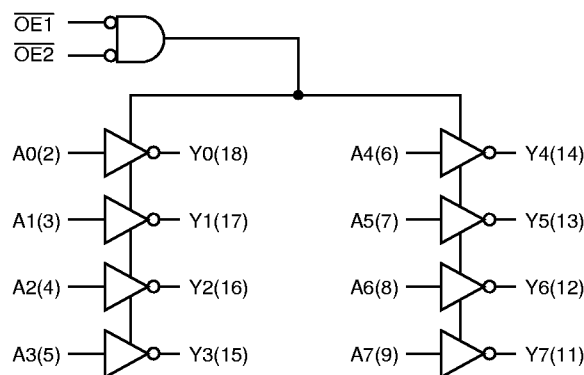 OE1
OE2
A0(2) Y0(18) A4(6) Y4(14)
A1(3) Y1(17) A5(7) Y5(13)
A2(4) Y2(16) A6(8) Y6(12)
A3(5) Y3(15) A7(9) Y7(11)